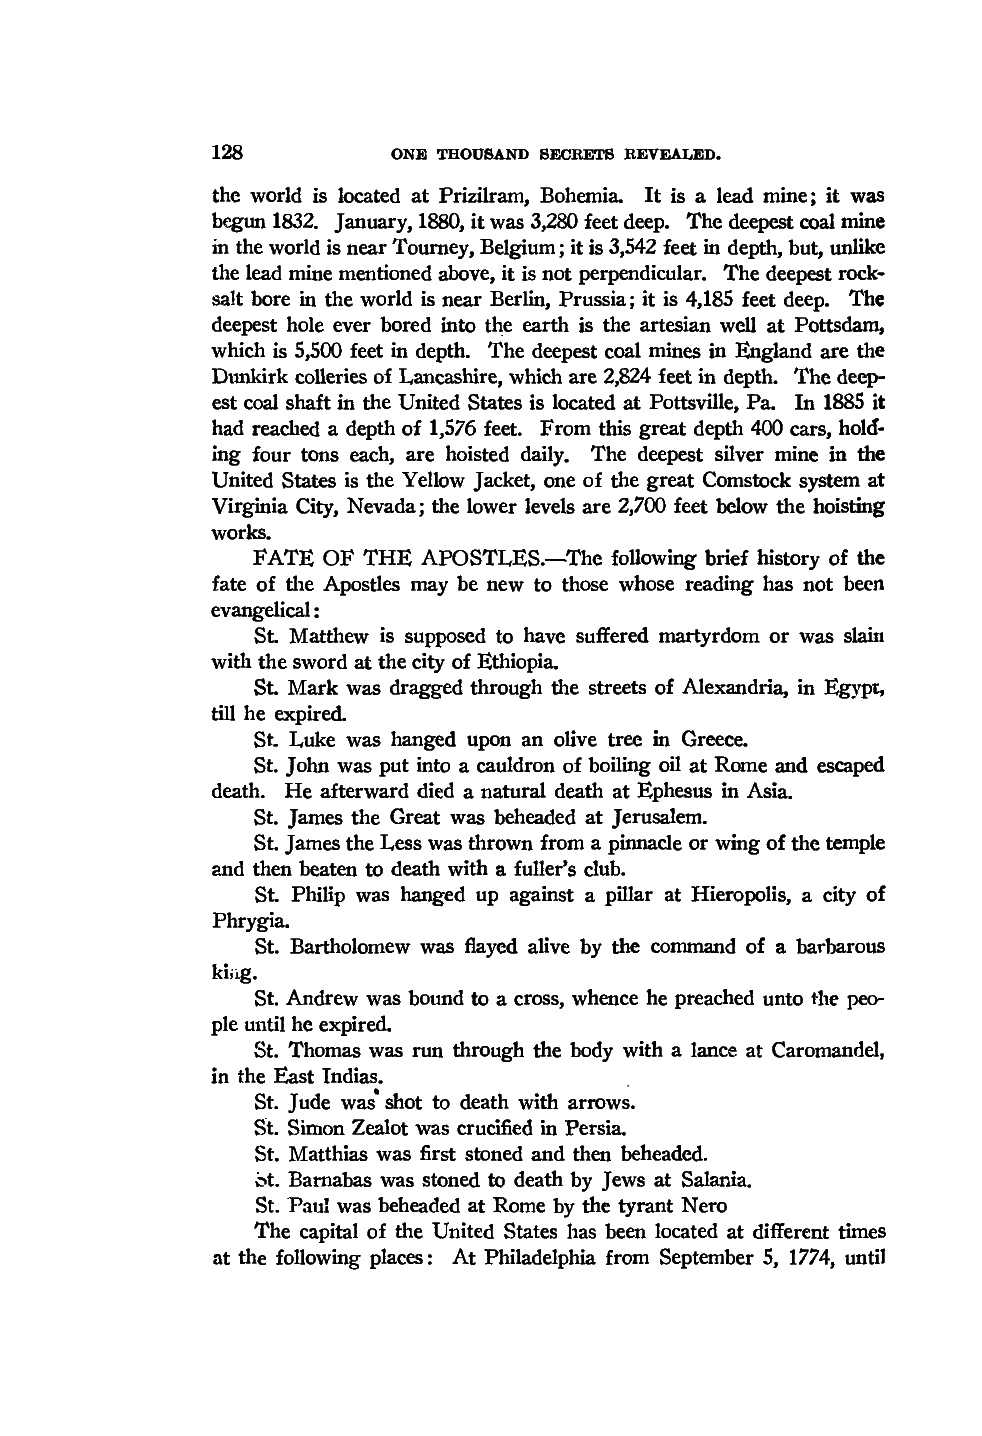 128 ONE THOUSAND SECRETS REVEALED.
the world is located at Prizilram, Bohemia. It is a lead mine; it was
begun 1832. January, 1880, it was 3,280 feet deep. The deepest coal mine
in the world is near Tourney, Belgium; it is 3,542 feet in depth, but, unlike
the lead mine mentioned above, it is not perpendicular. The deepest rock-
salt bore in the world is near Berlin, Prussia; it is 4,185 feet deep. The
deepest hole ever bored into the earth is the artesian well at Pottsdam,
which is 5,500 feet in depth. The deepest coal mines in England are the
Dunkirk colleries of Lancashire, which are 2,824 feet in depth. The deep-
est coal shaft in the United States is located at Pottsville, Pa. In 1885 it
had reached a depth of 1,576 feet. From this great depth 400 cars, hold-
ing four tons each, are hoisted daily. The deepest silver mine in the
United States is the Yellow Jacket, one of the great Comstock system at
Virginia City, Nevada; the lower levels are 2,700 feet below the hoisting
works.
FATE OF THE APOSTLES.—The following brief history of the
fate of the Apostles may be new to those whose reading has not been
evangelical:
St. Matthew is supposed to have suffered martyrdom or was slain
with the sword at the city of Ethiopia.
St. Mark was dragged through the streets of Alexandria, in Egypt,
till he expired.
St. Luke was hanged upon an olive tree in Greece.
St. John was put into a cauldron of boiling oil at Rome and escaped
death. He afterward died a natural death at Ephesus in Asia.
St. James the Great was beheaded at Jerusalem.
St. James the Less was thrown from a pinnacle or wing of the temple
and then beaten to death with a fuller's club.
St. Philip was hanged up against a pillar at Hieropolis, a city of
Phrygia.
St. Bartholomew was flayed alive by the command of a barbarous
king.
St. Andrew was bound to a cross, whence he preached unto the peo-
ple until he expired.
St. Thomas was run through the body with a lance at Caromandel,
in the East Indias.
St. Jude was shot to death with arrows.
St. Simon Zealot was crucified in Persia.
St. Matthias was first stoned and then beheaded.
St. Barnabas was stoned to death by Jews at Salania.
St. Paul was beheaded at Rome by the tyrant Nero
The capital of the United States has been located at different times
at the following places: At Philadelphia from September 5, 1774, until